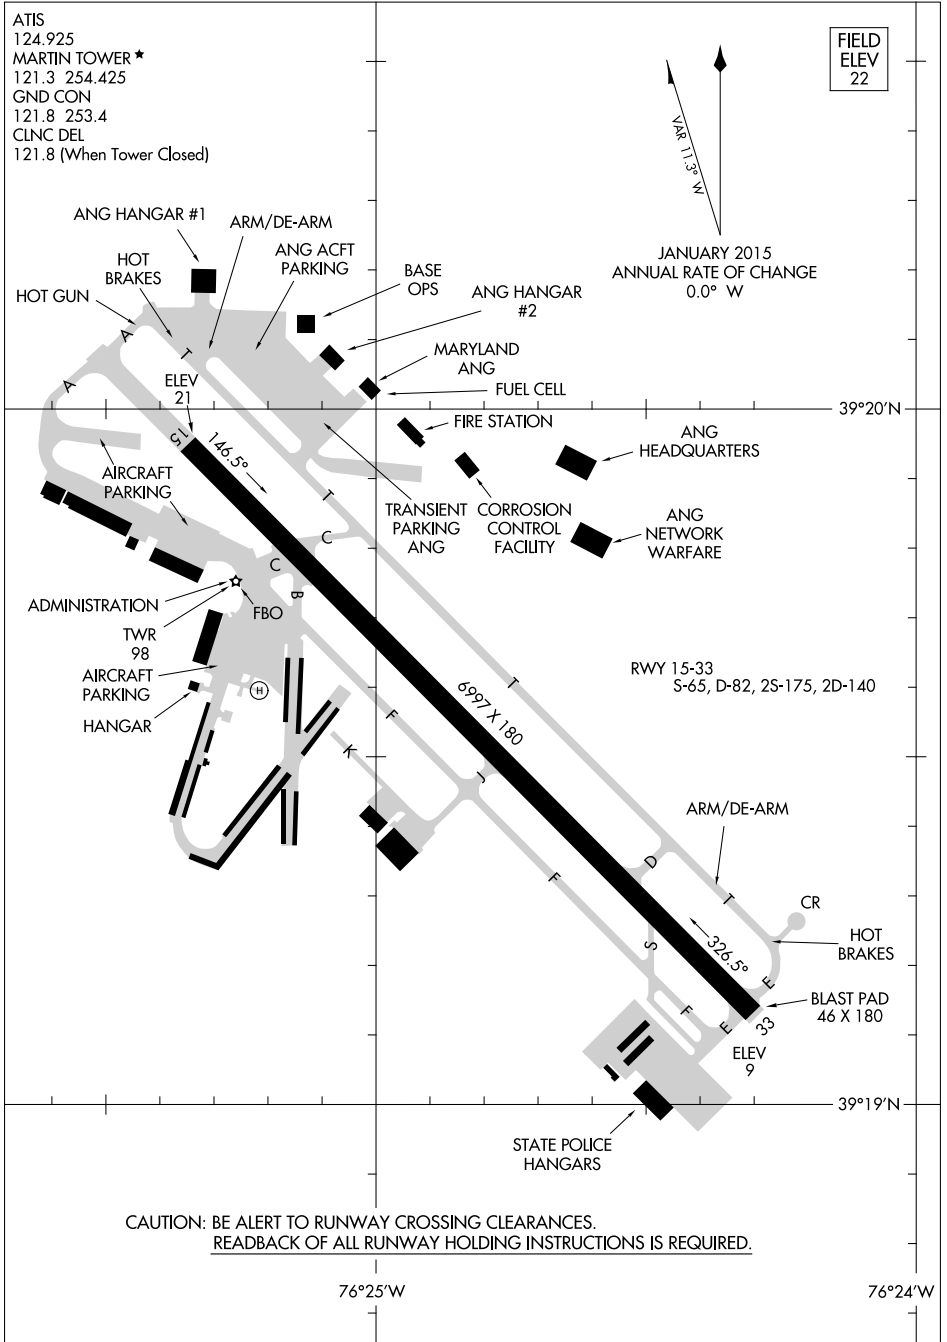 ATIS
124.925
MARTIN TOWER★
121.3 254.425
GND CON
121.8 253.4
CLNC DEL
121.8 (When Tower Closed)
FIELD
ELEV
22
VAR 11.3° W
JANUARY 2015
ANNUAL RATE OF CHANGE
0.0° W
ANG HANGAR #1
ARM/DE-ARM
HOT
BRAKES
ANG ACFT
PARKING
HOT GUN
BASE
OPS
ANG HANGAR
#2
MARYLAND
ANG
FUEL CELL
A
A
T
ELEV
21
39°20'N
FIRE STATION
15
146.5°
ANG
HEADQUARTERS
AIRCRAFT
PARKING
T
TRANSIENT
PARKING
ANG
CORROSION
CONTROL
FACILITY
ANG
NETWORK
WARFARE
C
C
B
ADMINISTRATION
FBO
TWR
98
AIRCRAFT
PARKING
H
HANGAR
RWY 15-33
S-65, D-82, 2S-175, 2D-140
T
6997 X 180
F
K
J
ARM/DE-ARM
D
F
T
CR
S
326.5°
HOT
BRAKES
E
BLAST PAD
46 X 180
F
E
33
ELEV
9
39°19'N
STATE POLICE
HANGARS
CAUTION: BE ALERT TO RUNWAY CROSSING CLEARANCES.
READBACK OF ALL RUNWAY HOLDING INSTRUCTIONS IS REQUIRED.
76°25'W
76°24'W